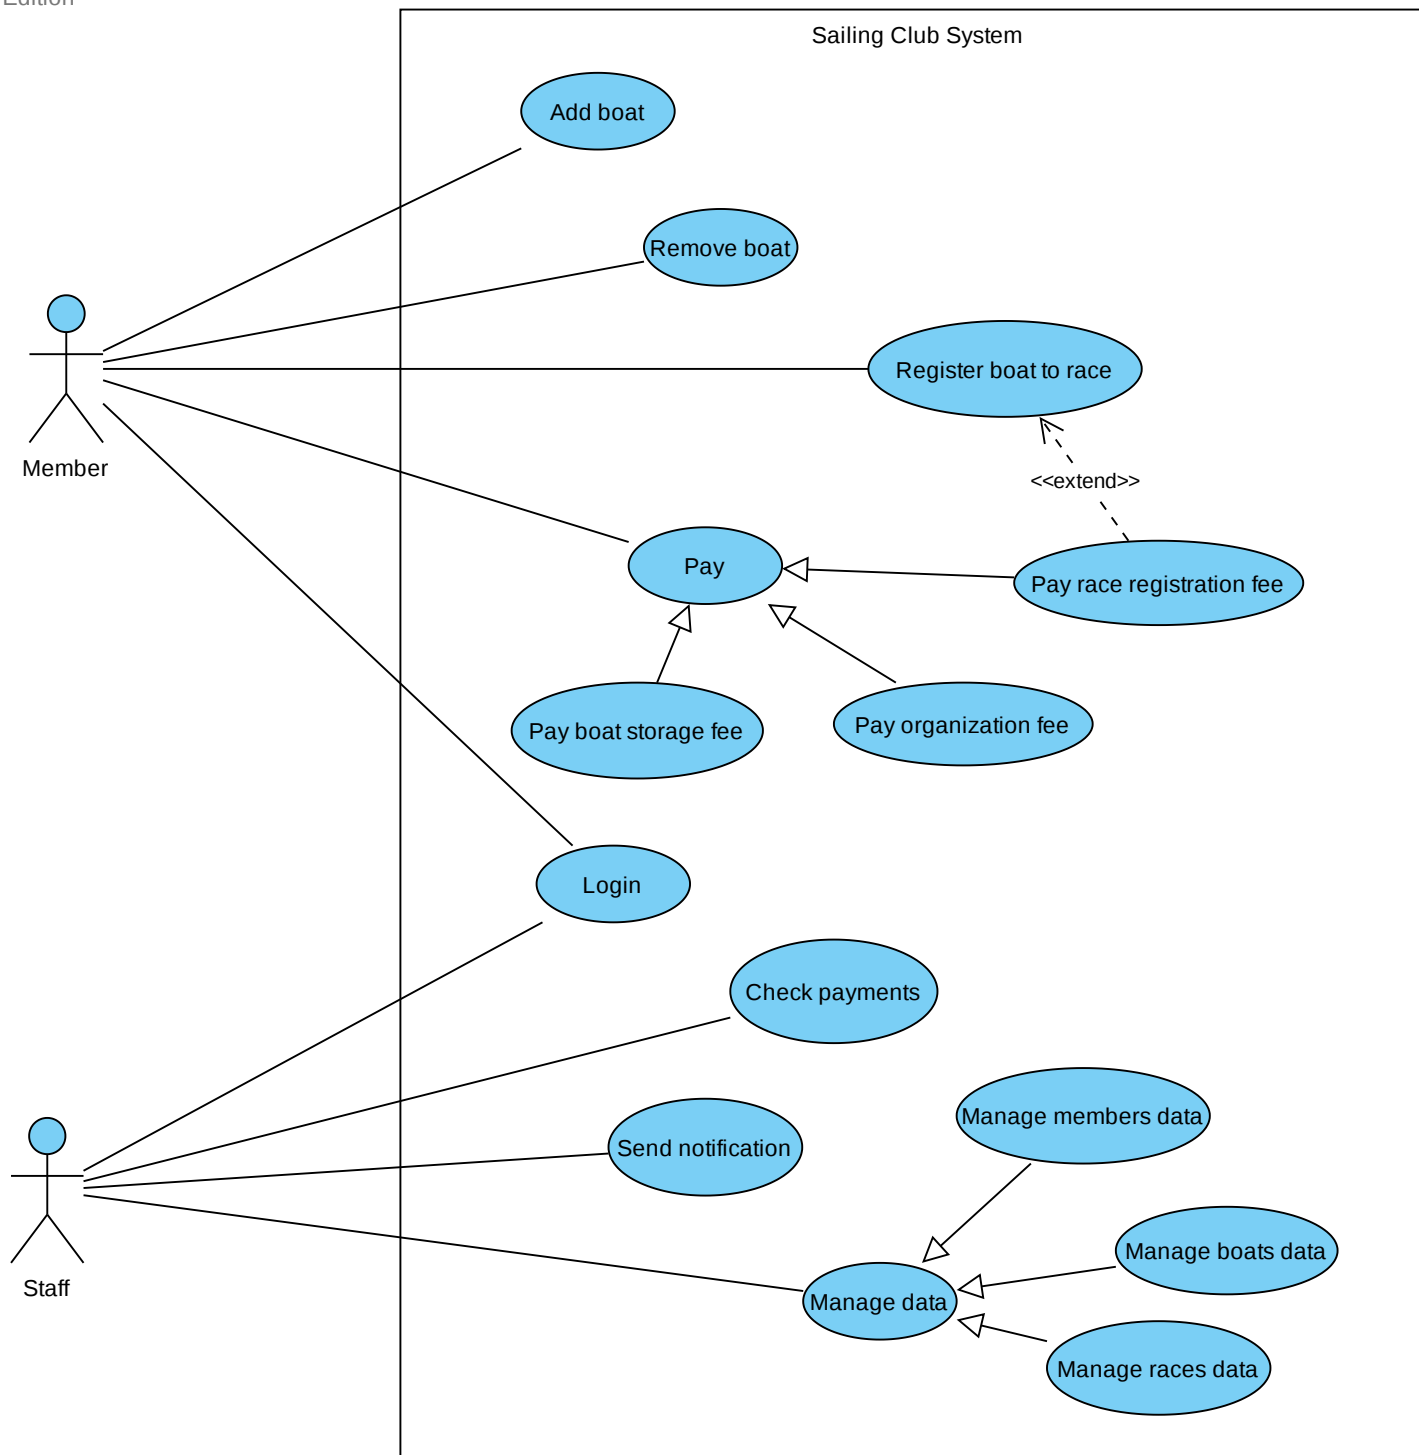 Edition
Sailing Club System
Add boat
Remove boat
Register boat to race
Member
<<extend>>
Pay
Pay race registration fee
Pay boat storage fee
Pay organization fee
Login
Check payments
Manage members data
Send notification
Manage boats data
Staff
Manage data
Manage races data